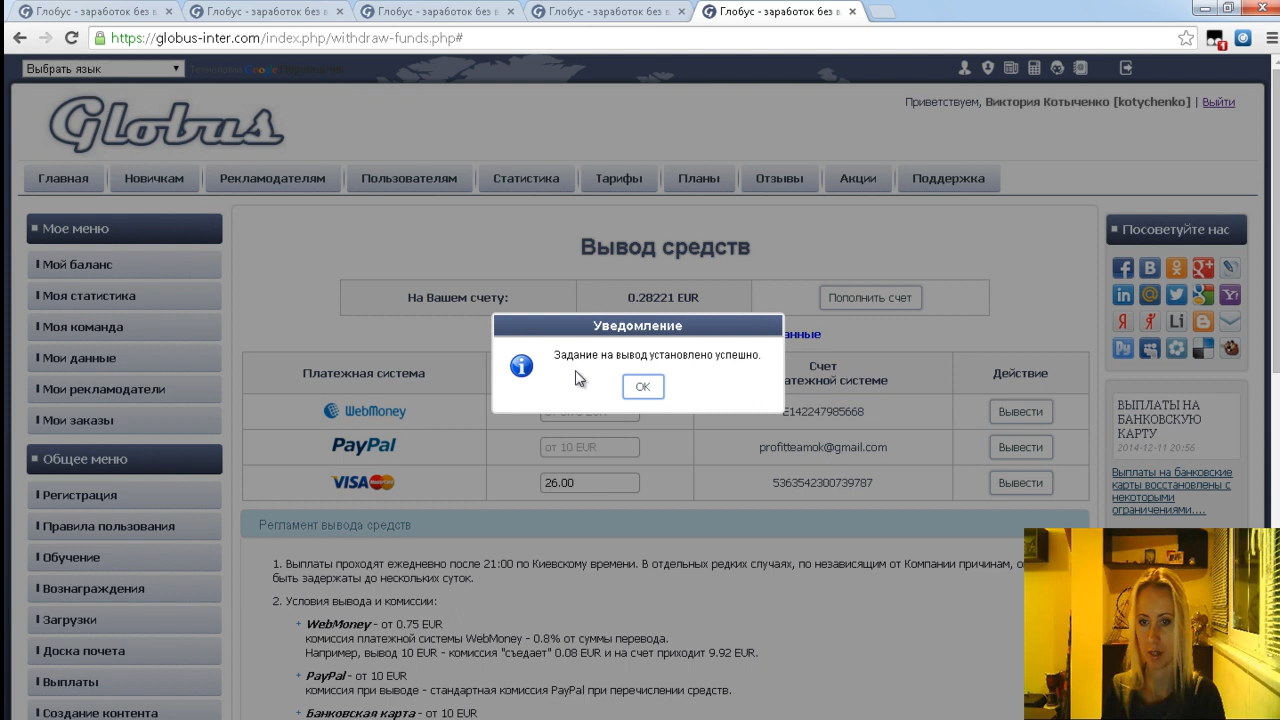 Глобус - заработок без в
Глобус - заработок без в
Глобус - заработок без в
Глобус - заработок без в
Глобус - заработок без в
https://globus-inter.com/index.php/withdraw-funds.php#
Выбрать язык
Технологии Google
Globus
Приветствуем, Виктория Котыченко [kotychenko] | Выйти
Главная
Новичкам
Рекламодателям
Пользователям
Статистика
Тарифы
Планы
Отзывы
Акции
Поддержка
Мое меню
Мой баланс
Моя статистика
Моя команда
Мои данные
Мои рекламодатели
Мои заказы
Общее меню
Регистрация
Правила пользования
Обучение
Вознаграждения
Загрузки
Доска почета
Выплаты
Создание контента
Вывод средств
На Вашем счету:
0.28221 EUR
Пополнить счет
Уведомление
Задание на вывод установлено успешно.
OK
Платежная система
Счет
Действие
WebMoney
E142247985668
Вывести
PayPal
от 10 EUR
profitteamok@gmail.com
Вывести
VISA
26.00
5363542300739787
Вывести
Регламент вывода средств
1. Выплаты проходят ежедневно после 21:00 по Киевскому времени. В отдельных редких случаях, по независящим от Компании причинам,
быть задержаты до нескольких суток.
2. Условия вывода и комиссии:
WebMoney - от 0.75 EUR
комиссия платежной системы WebMoney - 0.8% от суммы перевода.
Например, вывод 10 EUR - комиссия "съедает" 0.08 EUR и на счет приходит 9.92 EUR.
PayPal - от 10 EUR
комиссия при выводе - стандартная комиссия PayPal при перечислении средств.
Банковская карта - от 10 EUR
Посоветуйте нас
ВЫПЛАТЫ НА
БАНКОВСКУЮ
КАРТУ
2014-12-11 20:56
Выплаты на банковские
карты восстановлены с
некоторыми
ограничениями....